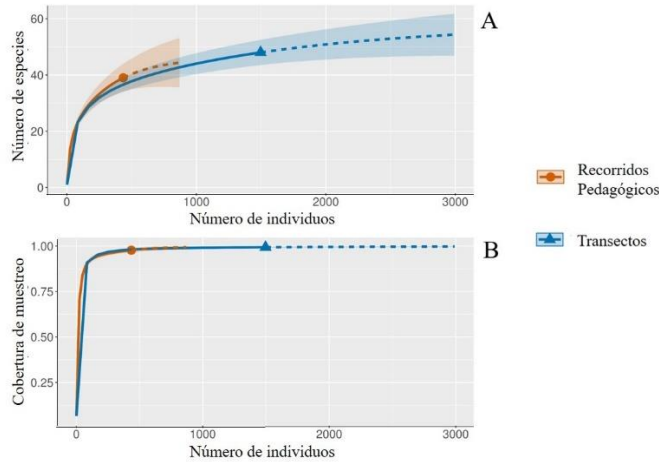 A
60
40
20
0
Número de especies
0
1000
2000
3000
Número de individuos
Recorridos
Pedagógicos
Transectos
B
1.00
0.75
0.50
0.25
Cobertura de muestreo
0
1000
2000
3000
Número de individuos